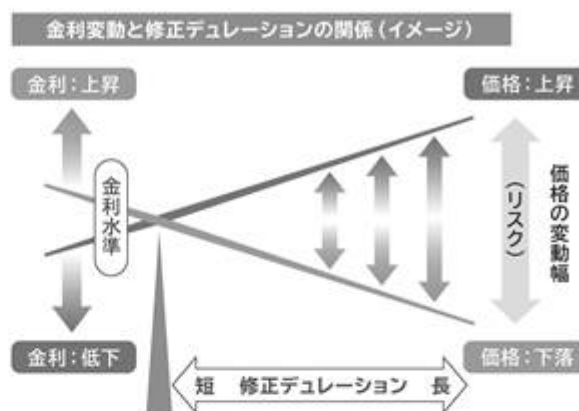 金利変動と修正デュレーションの関係(イメージ)
金利:上昇
価格:上昇
金利水準
(リスク)
価格の変動幅
金利:低下
価格:下落
短 修正デュレーション 長